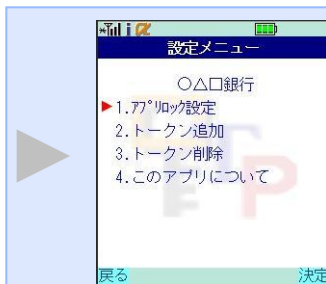 設定メニュー
○△□銀行
1.アプリロック設定
2.トークン追加
3.トークン削除
4.このアプリについて
戻る
決定